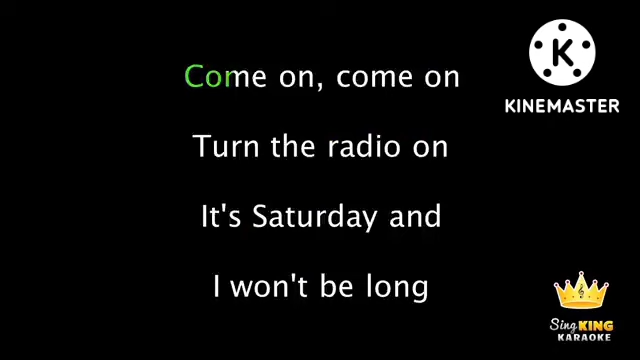 Come on, come on
Turn the radio on
It's Saturday and
I won't be long
K
KINEMASTER
Sing KING
KARAOKE